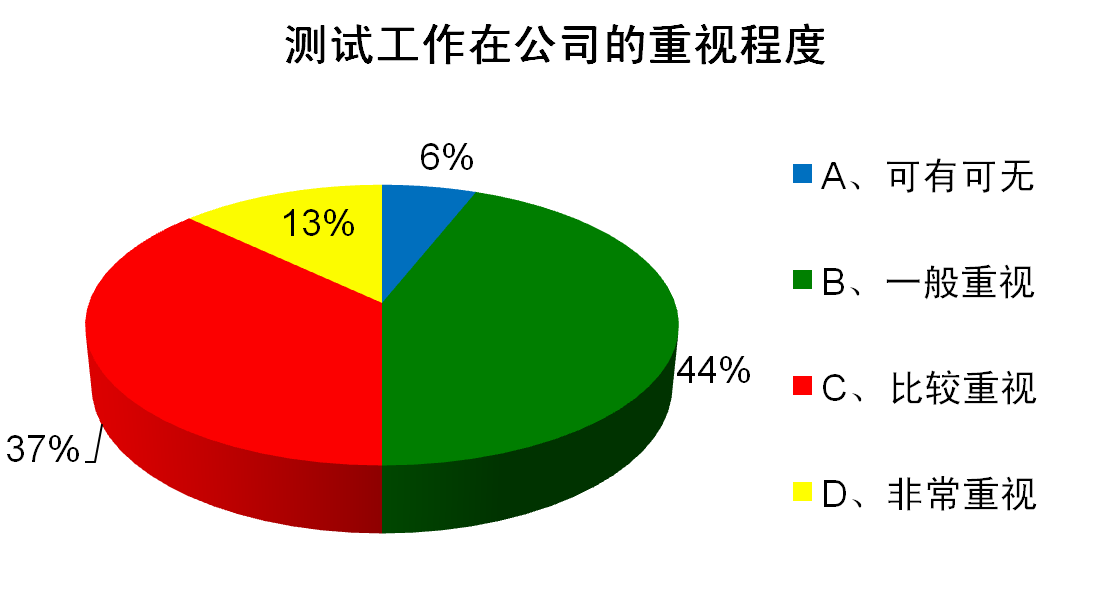 测试工作在公司的重视程度
6%
13%
44%
37%
A、可有可无
B、一般重视
C、比较重视
D、非常重视